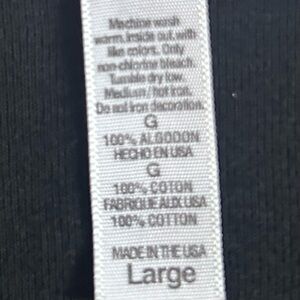 Machine wash
warm, inside out, with
like colors. Only
non-chlorine bleach.
Tumble dry low.
Medium / hot iron.
Do not iron decoration.
G
100% ALGODON
HECHO EN USA
G
100% COTON
FABRIQUE AUX USA
100% COTTON
MADE IN THE USA
Large